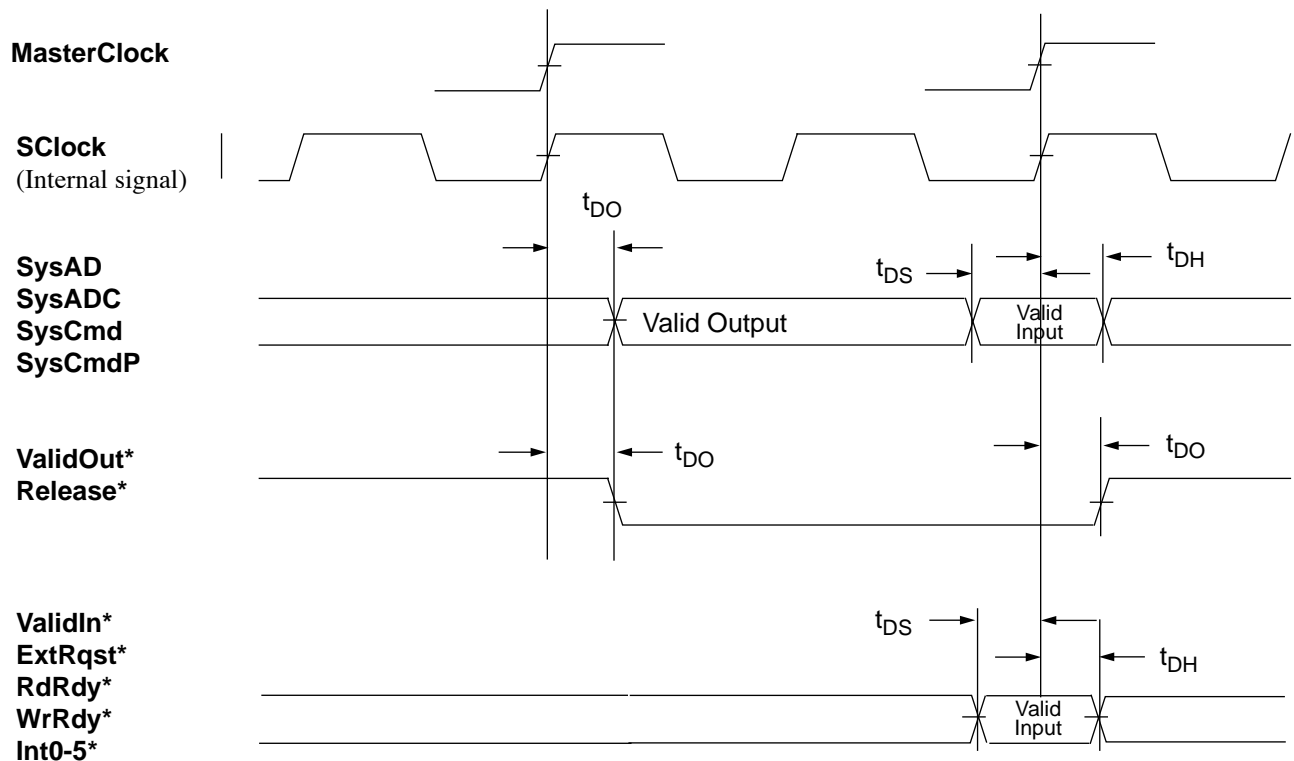 MasterClock
SClock
(Internal signal)
tDO
SysAD
SysADC
SysCmd
SysCmdP
tDS
tDH
Valid Output
Valid
Input
ValidOut*
Release*
tDO
tDO
ValidIn*
ExtRqst*
RdRdy*
WrRdy*
Int0-5*
tDS
tDH
Valid
Input